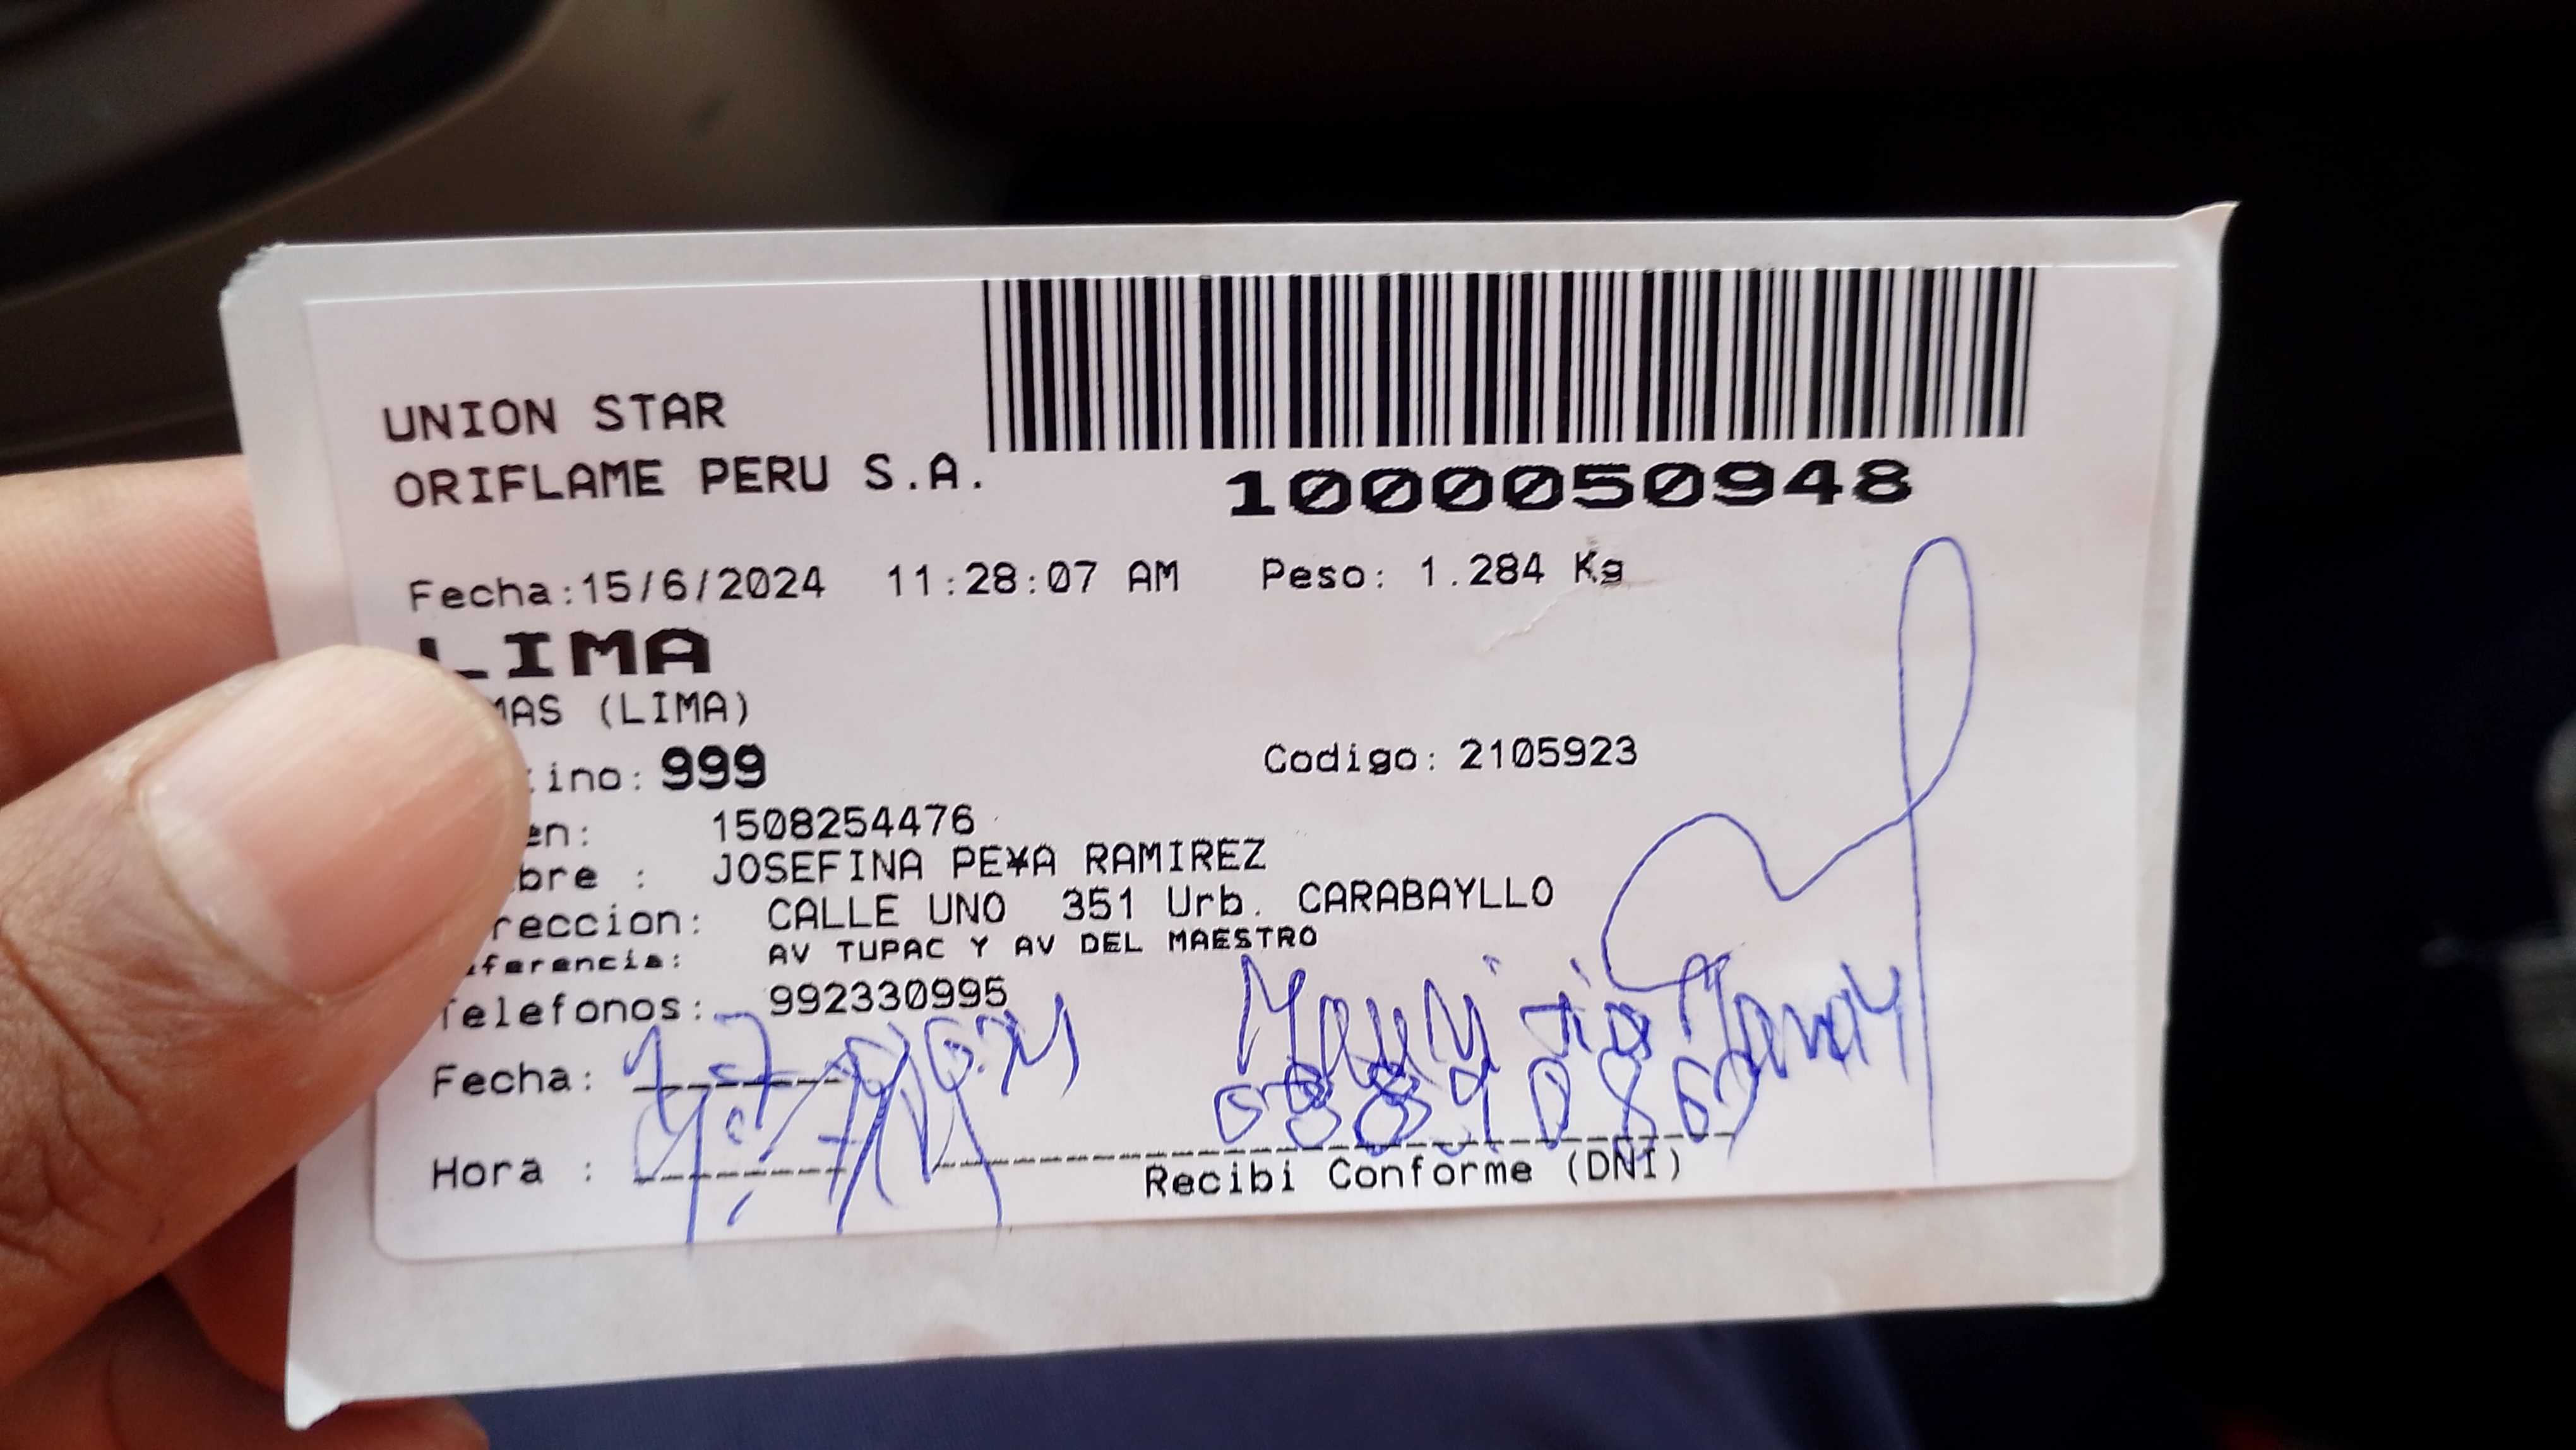 UNION STAR
ORIFLAME PERU S.A.
1000050948
Fecha:15/6/2024 11:28:07 AM Peso: 1.284 Kg
LIMA
MAS (LIMA)
tino: 999 Codigo: 2105923
en: 1508254476
bre : JOSEFINA PE¥A RAMIREZ
reccion: CALLE UNO 351 Urb. CARABAYLLO
ferencia: AV TUPAC Y AV DEL MAESTRO
Telefonos: 992330995
Fecha:
Hora :
Recibi Conforme (DNI)